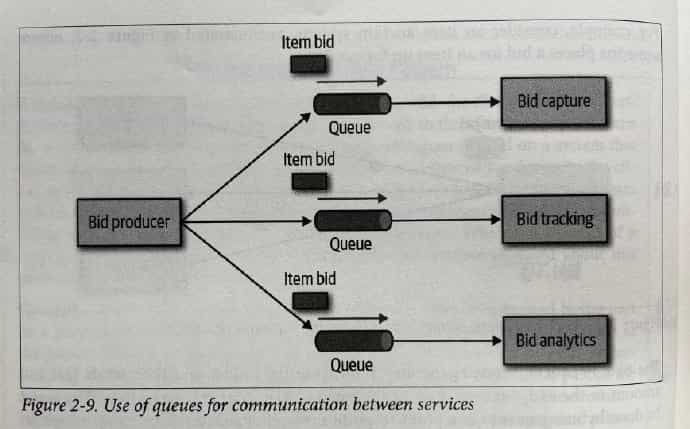 Item bid
Queue
Bid capture
Item bid
Bid producer
Queue
Bid tracking
Item bid
Queue
Bid analytics
Figure 2-9. Use of queues for communication between services